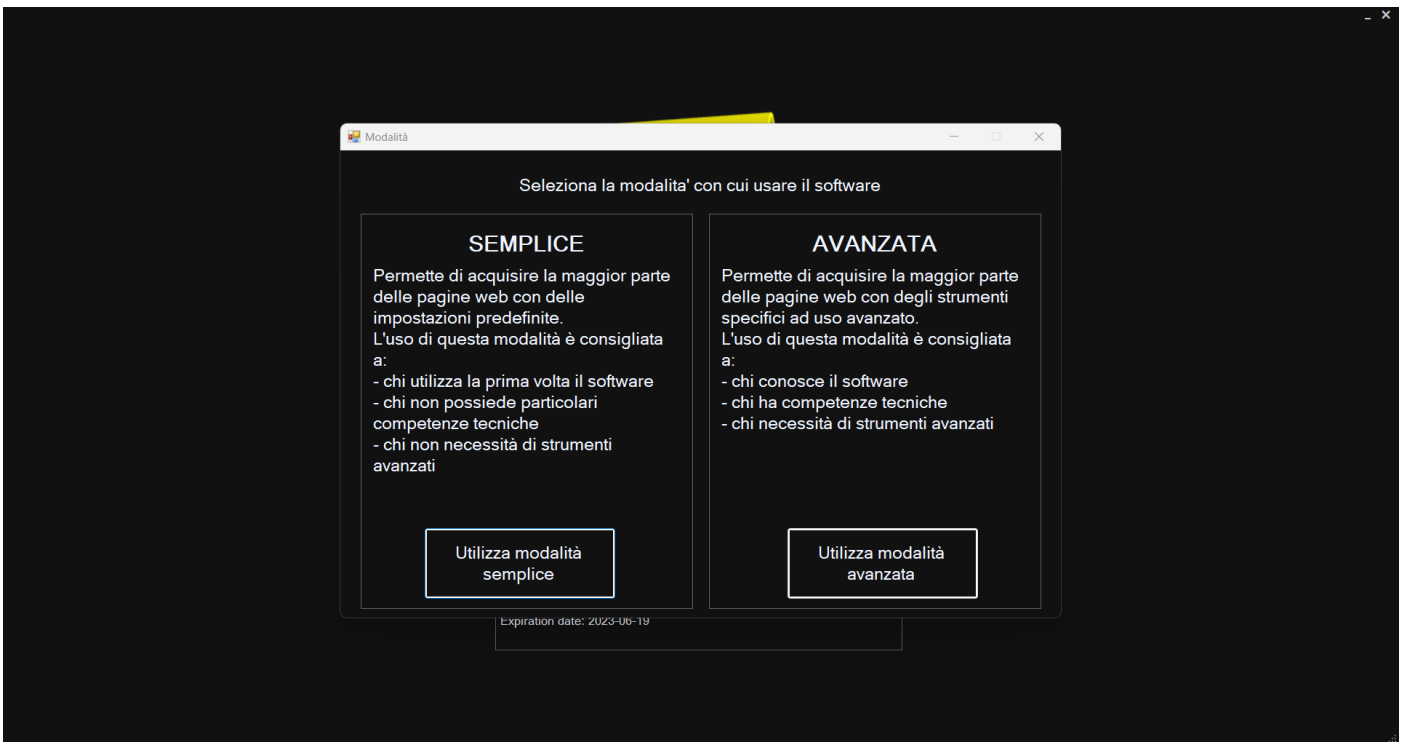 Modalità
Seleziona la modalita' con cui usare il software
SEMPLICE
Permette di acquisire la maggior parte
delle pagine web con delle
impostazioni predefinite.
L'uso di questa modalità è consigliata
a:
- chi utilizza la prima volta il software
- chi non possiede particolari
competenze tecniche
- chi non necessità di strumenti
avanzati
Utilizza modalità
semplice
AVANZATA
Permette di acquisire la maggior parte
delle pagine web con degli strumenti
specifici ad uso avanzato.
L'uso di questa modalità è consigliata
a:
- chi conosce il software
- chi ha competenze tecniche
- chi necessità di strumenti avanzati
Utilizza modalità
avanzata
Expiration date: 2023-06-19